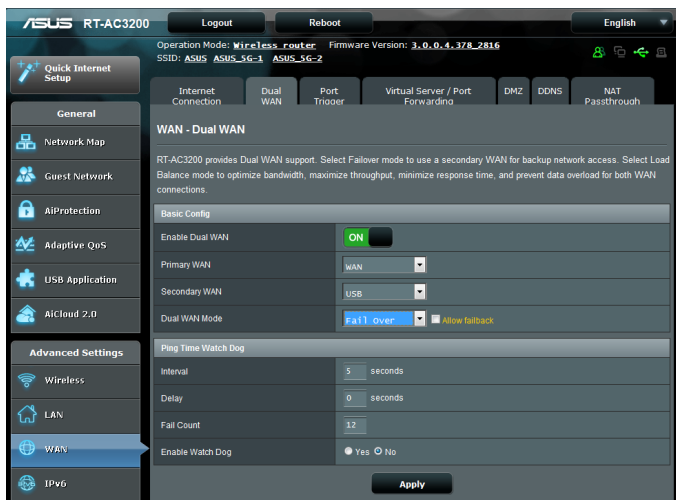 ASUS RT-AC3200 Logout Reboot English
Operation Mode: Wireless router Firmware Version: 3.0.0.4.378_2816
SSID: ASUS ASUS_5G-1 ASUS_5G-2
Quick Internet
Setup
General
Network Map
Guest Network
AiProtection
Adaptive QoS
USB Application
AiCloud 2.0
Advanced Settings
Wireless
LAN
WAN
IPv6
Internet
Connection
Dual
WAN
Port
Trigger
Virtual Server / Port
Forwarding
DMZ
DDNS
NAT
Passthrough
WAN - Dual WAN
RT-AC3200 provides Dual WAN support. Select Failover mode to use a secondary WAN for backup network access. Select Load
Balance mode to optimize bandwidth, maximize throughput, minimize response time, and prevent data overload for both WAN
connections.
Basic Config
Enable Dual WAN ON
Primary WAN WAN
Secondary WAN USB
Dual WAN Mode Fail Over Allow failback
Ping Time Watch Dog
Interval 5 seconds
Delay 0 seconds
Fail Count 12
Enable Watch Dog Yes No
Apply